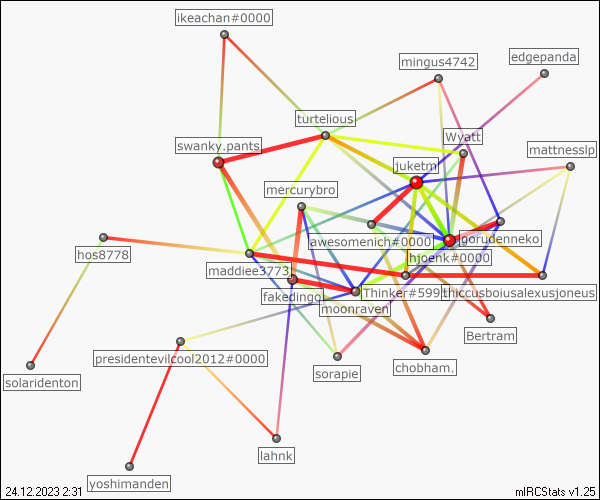 ikeachan#0000
edgepanda
mingus4742
turtelious
Wyatt
swanky.pants
mattnesslp
juketm
mercurybro
gorudenneko
awesomenich#0000
hos8778
hjoenk#0000
maddiee3773
fakedingo
Thinker#599
thiccusboiusalexusjoneus
moonraven
Bertram
presidentevilcool2012#0000
chobham.
sorapie
solaridenton
lahnk
yoshimanden
24.12.2023 2:31
mIRCStats v1.25